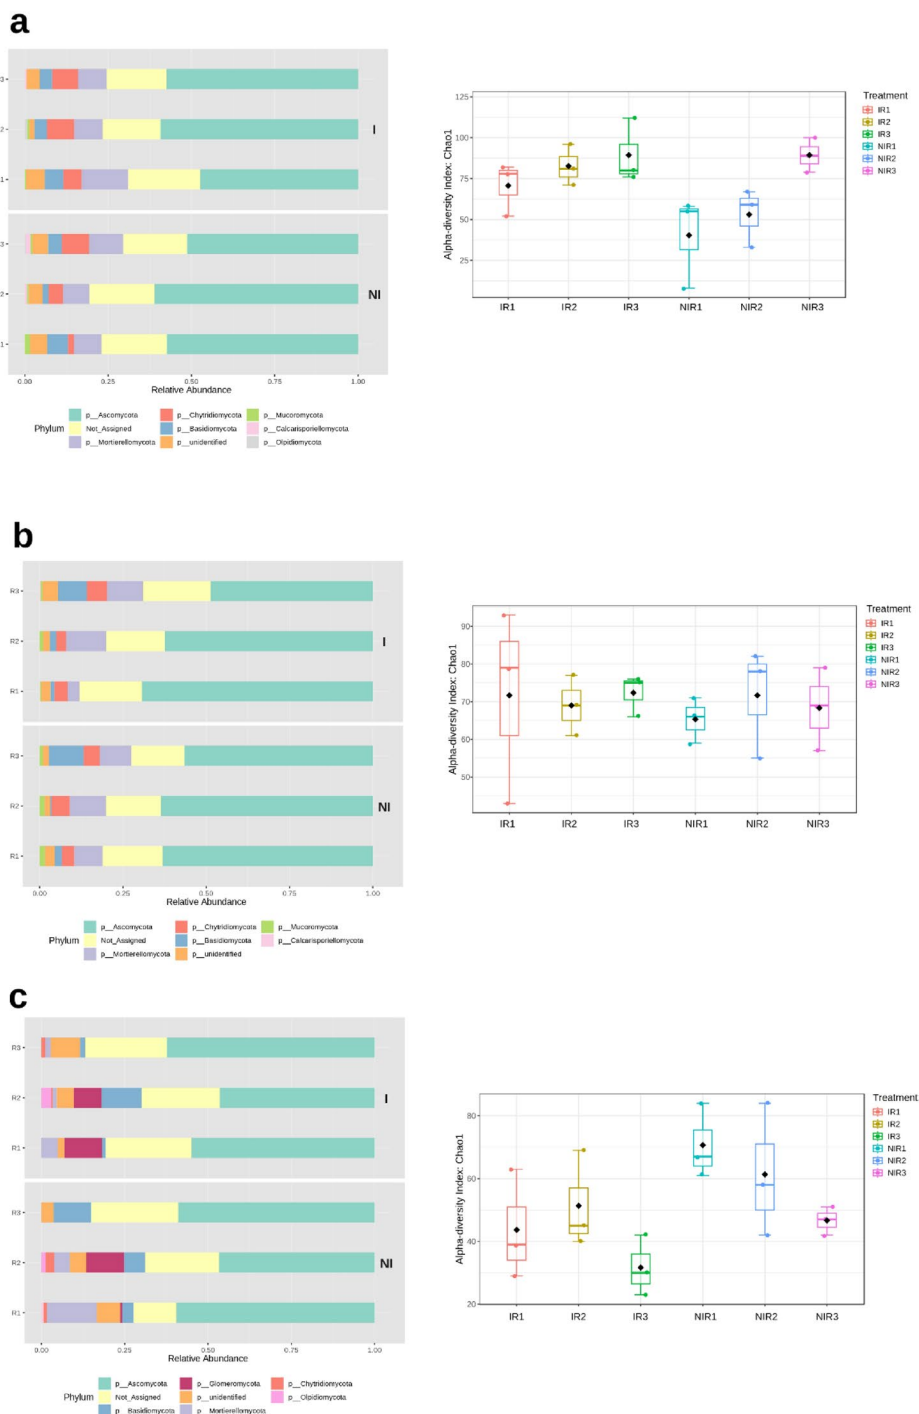 a
3
2
I
1
3
2
NI
1
0.00 0.25 0.50 0.75 1.00
Relative Abundance
Phylum
p__Ascomycota p__Chytridiomycota p__Mucoromycota
Not_Assigned p__Basidiomycota p__Calcarisporiellomycota
p__Mortierellomycota p__unidentified p__Olpidiomycota
Alpha-diversity Index: Chao1
125
100
75
50
25
IR1 IR2 IR3 NIR1 NIR2 NIR3
Treatment
IR1
IR2
IR3
NIR1
NIR2
NIR3
b
R3
R2
I
R1
R3
R2
NI
R1
0.00 0.25 0.50 0.75 1.00
Relative Abundance
Phylum
p__Ascomycota p__Chytridiomycota p__Mucoromycota
Not_Assigned p__Basidiomycota p__Calcarisporiellomycota
p__Mortierellomycota p__unidentified
Alpha-diversity Index: Chao1
90
80
70
60
50
IR1 IR2 IR3 NIR1 NIR2 NIR3
Treatment
IR1
IR2
IR3
NIR1
NIR2
NIR3
c
R3
R2
I
R1
R3
R2
NI
R1
0.00 0.25 0.50 0.75 1.00
Relative Abundance
Phylum
p__Ascomycota p__Glomeromycota p__Chytridiomycota
Not_Assigned p__unidentified p__Olpidiomycota
p__Basidiomycota p__Mortierellomycota
Alpha-diversity Index: Chao1
80
60
40
20
IR1 IR2 IR3 NIR1 NIR2 NIR3
Treatment
IR1
IR2
IR3
NIR1
NIR2
NIR3